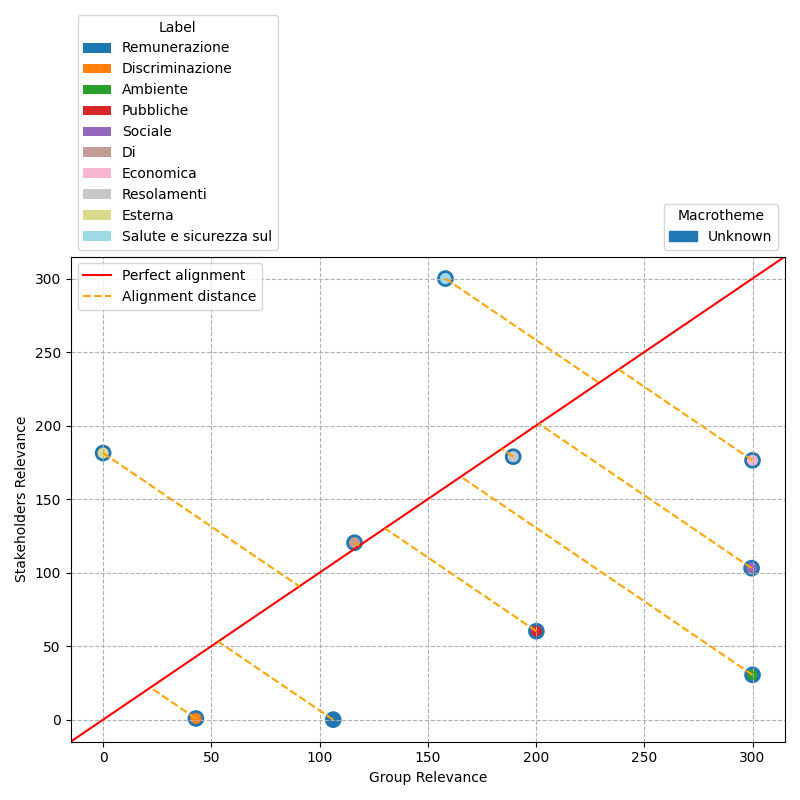 Label
Remunerazione
Discriminazione
Ambiente
Pubbliche
Sociale
Di
Economica
Resolamenti
Esterna
Salute e sicurezza sul
Macrotheme
Unknown
Perfect alignment
Alignment distance
300
250
200
150
100
50
0
Stakeholders Relevance
0 50 100 150 200 250 300
Group Relevance